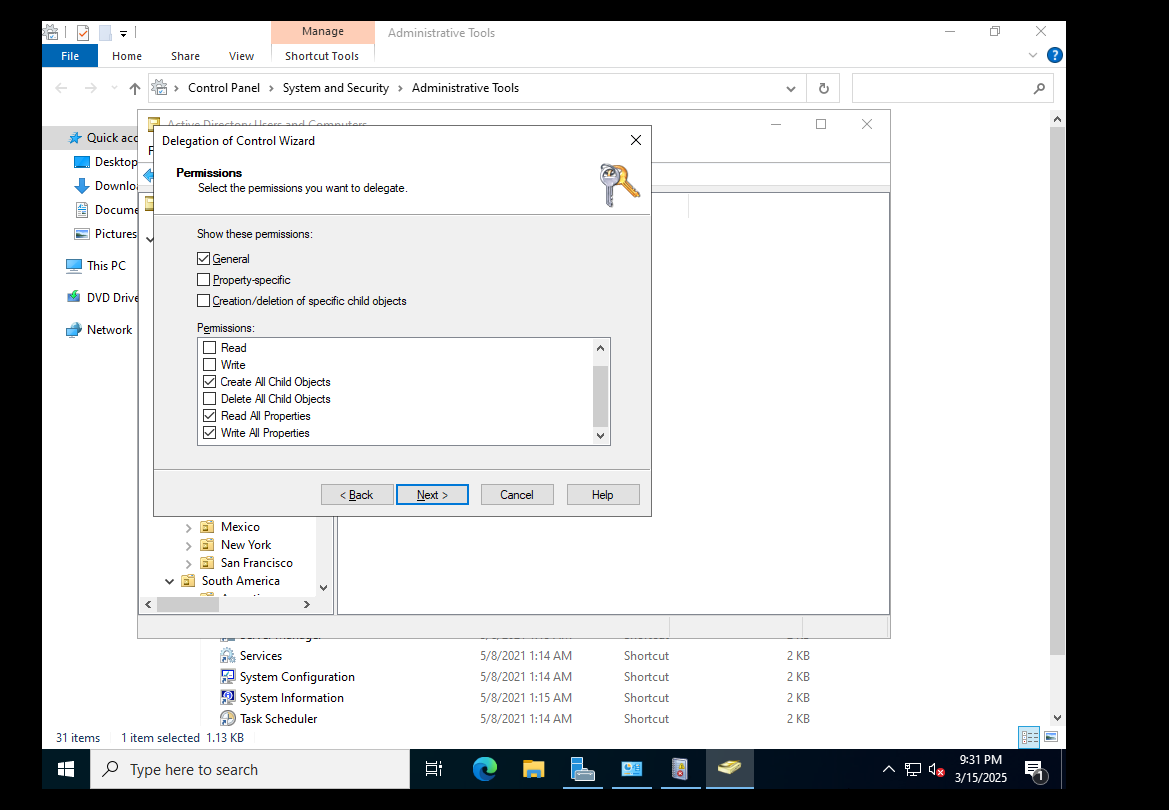 Manage
Administrative Tools
File
Home
Share
View
Shortcut Tools
Control Panel
System and Security
Administrative Tools
Active Directory Users and Computers
Delegation of Control Wizard
Quick acc
Permissions
Select the permissions you want to delegate.
Desktop
Downlo
Docume
Pictures
Show these permissions:
General
This PC
Property-specific
DVD Drive
Creation/deletion of specific child objects
Network
Permissions:
Read
Write
Create All Child Objects
Delete All Child Objects
Read All Properties
Write All Properties
< Back
Next >
Cancel
Help
Mexico
New York
San Francisco
South America
Services 5/8/2021 1:14 AM Shortcut 2 KB
System Configuration 5/8/2021 1:14 AM Shortcut 2 KB
System Information 5/8/2021 1:15 AM Shortcut 2 KB
Task Scheduler 5/8/2021 1:14 AM Shortcut 2 KB
31 items 1 item selected 1.13 KB
Type here to search
9:31 PM
3/15/2025
1